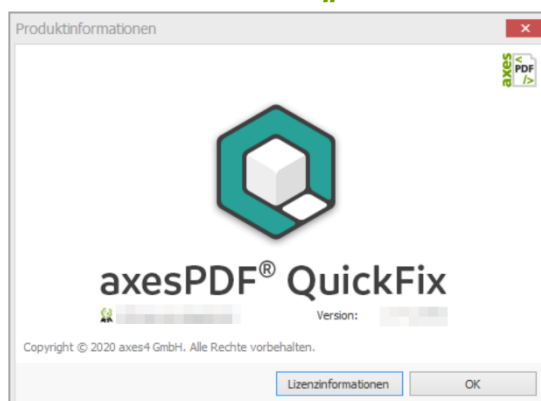 Produktinformationen
axes
< PDF />
axesPDF® QuickFix
Version:
Copyright © 2020 axes4 GmbH. Alle Rechte vorbehalten.
Lizenzinformationen
OK